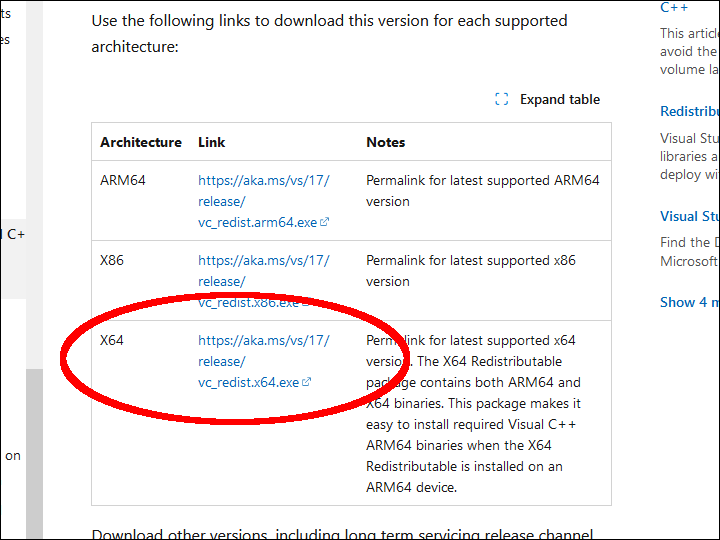 ts
es
l C+
on
Use the following links to download this version for each supported
architecture:
Expand table
Architecture Link Notes
ARM64
https://aka.ms/vs/17/
release/
vc_redist.arm64.exe
Permalink for latest supported ARM64
version
X86
https://aka.ms/vs/17/
release/
vc_redist.x86.exe
Permalink for latest supported x86
version
X64
https://aka.ms/vs/17/
release/
vc_redist.x64.exe
Permalink for latest supported x64
version. The X64 Redistributable
package contains both ARM64 and
X64 binaries. This package makes it
easy to install required Visual C++
ARM64 binaries when the X64
Redistributable is installed on an
ARM64 device.
Download other versions, including long term servicing release channel
C++
This articl
avoid the
volume la
Redistribu
Visual Stu
libraries a
deploy wi
Visual Stu
Find the D
Microsoft
Show 4 m